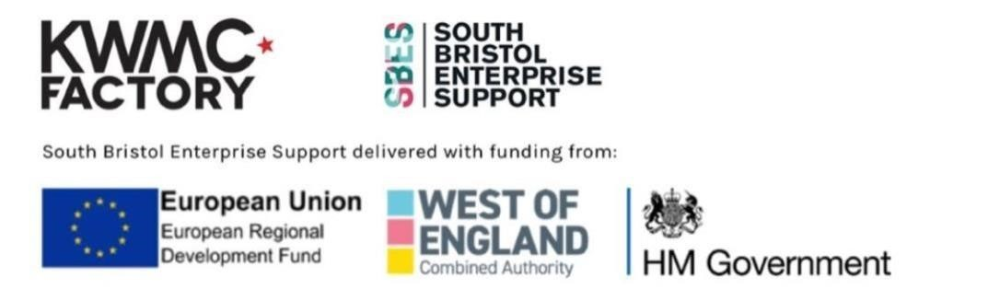 KWMC
FACTORY
SBES
SOUTH
BRISTOL
ENTERPRISE
SUPPORT
South Bristol Enterprise Support delivered with funding from:
European Union
European Regional
Development Fund
WEST OF
ENGLAND
Combined Authority
HM Government